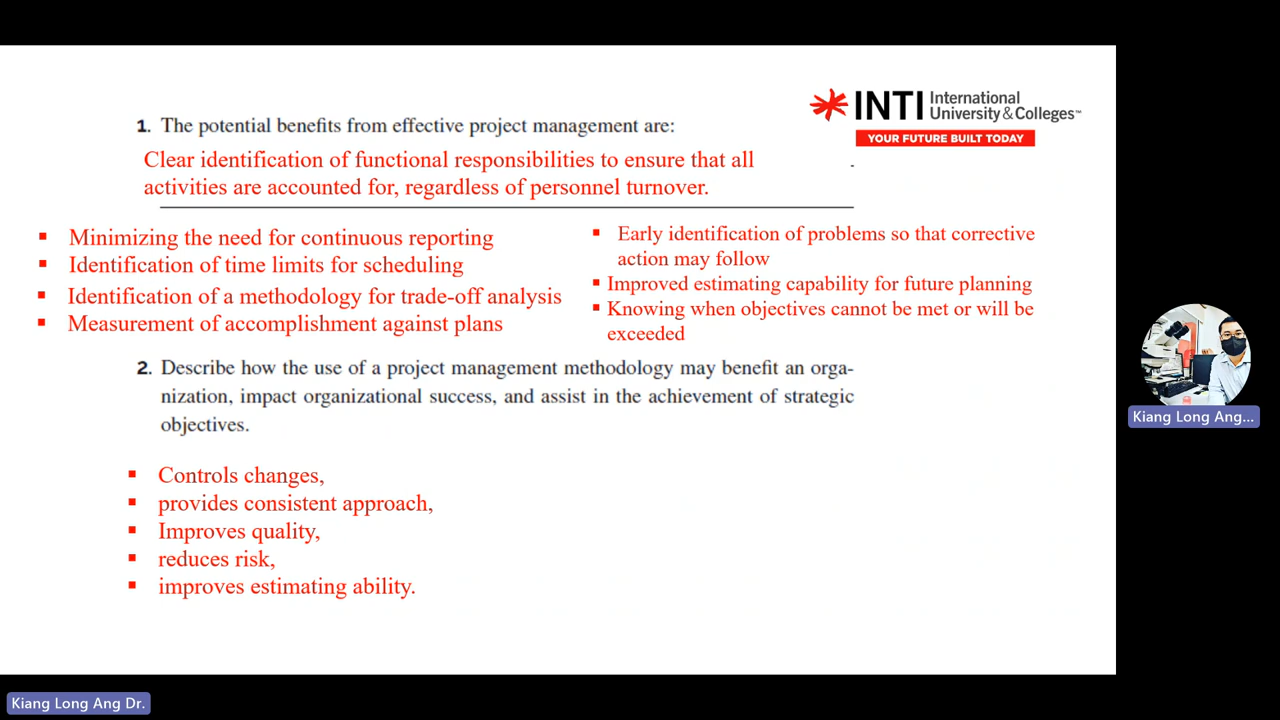 INTI International
University & Colleges™
YOUR FUTURE BUILT TODAY
1. The potential benefits from effective project management are:
Clear identification of functional responsibilities to ensure that all
activities are accounted for, regardless of personnel turnover.
▪ Minimizing the need for continuous reporting
▪ Identification of time limits for scheduling
▪ Identification of a methodology for trade-off analysis
▪ Measurement of accomplishment against plans
▪ Early identification of problems so that corrective
action may follow
▪ Improved estimating capability for future planning
▪ Knowing when objectives cannot be met or will be
exceeded
2. Describe how the use of a project management methodology may benefit an orga-
nization, impact organizational success, and assist in the achievement of strategic
objectives.
▪ Controls changes,
▪ provides consistent approach,
▪ Improves quality,
▪ reduces risk,
▪ improves estimating ability.
Kiang Long Ang...
Kiang Long Ang Dr.